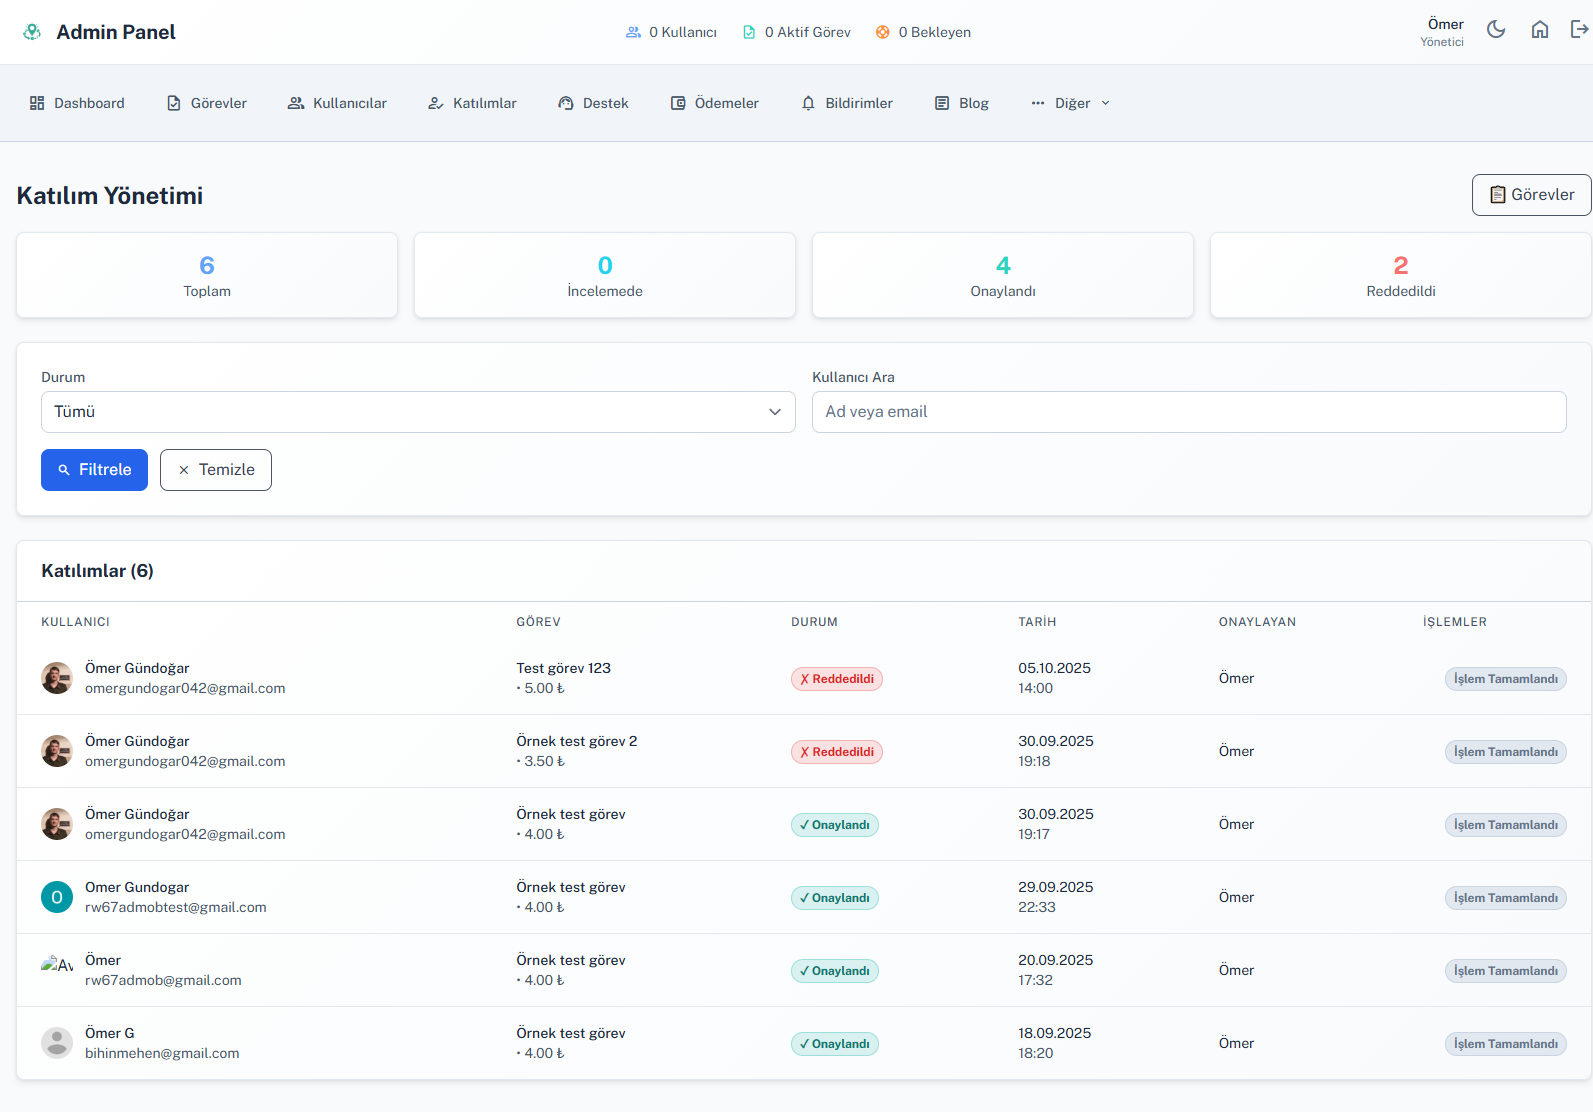 Admin Panel
0 Kullanıcı
0 Aktif Görev
0 Bekleyen
Ömer
Yönetici
Dashboard
Görevler
Kullanıcılar
Katılımlar
Destek
Ödemeler
Bildirimler
Blog
Diğer
Katılım Yönetimi
Görevler
6
Toplam
0
İncelemede
4
Onaylandı
2
Reddedildi
Durum
Tümü
Kullanıcı Ara
Ad veya email
Filtrele
× Temizle
Katılımlar (6)
KULLANICI GÖREV DURUM TARİH ONAYLAYAN İŞLEMLER
Ömer Gündoğar
omergundogar042@gmail.com
Test görev 123
• 5.00 ₺
✗ Reddedildi
05.10.2025
14:00
Ömer
İşlem Tamamlandı
Ömer Gündoğar
omergundogar042@gmail.com
Örnek test görev 2
• 3.50 ₺
✗ Reddedildi
30.09.2025
19:18
Ömer
İşlem Tamamlandı
Ömer Gündoğar
omergundogar042@gmail.com
Örnek test görev
• 4.00 ₺
✓ Onaylandı
30.09.2025
19:17
Ömer
İşlem Tamamlandı
O
Omer Gundogar
rw67admobtest@gmail.com
Örnek test görev
• 4.00 ₺
✓ Onaylandı
29.09.2025
22:33
Ömer
İşlem Tamamlandı
Av
Ömer
rw67admob@gmail.com
Örnek test görev
• 4.00 ₺
✓ Onaylandı
20.09.2025
17:32
Ömer
İşlem Tamamlandı
Ömer G
bihinmehen@gmail.com
Örnek test görev
• 4.00 ₺
✓ Onaylandı
18.09.2025
18:20
Ömer
İşlem Tamamlandı